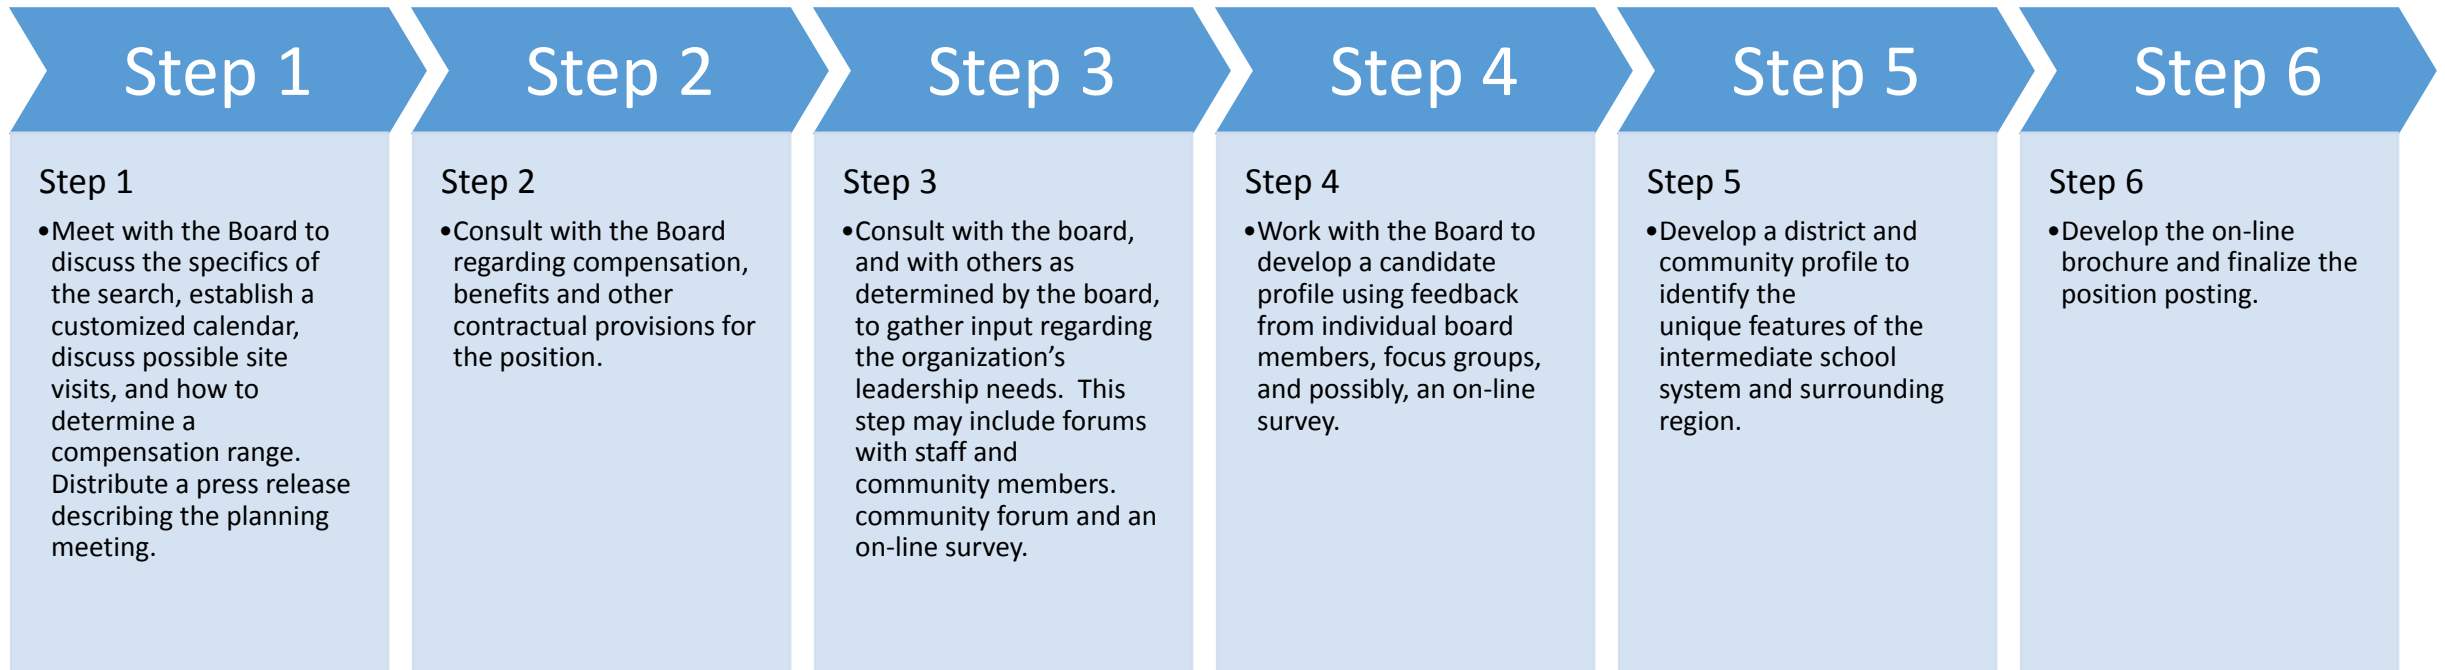 Step 1
Step 2
Step 3
Step 4
Step 5
Step 6
Step 1
•Meet with the Board to
discuss the specifics of
the search, establish a
customized calendar,
discuss possible site
visits, and how to
determine a
compensation range.
Distribute a press release
describing the planning
meeting.
Step 2
•Consult with the Board
regarding compensation,
benefits and other
contractual provisions for
the position.
Step 3
•Consult with the board,
and with others as
determined by the board,
to gather input regarding
the organization’s
leadership needs.  This
step may include forums
with staff and
community members.
community forum and an
on-line survey.
Step 4
•Work with the Board to
develop a candidate
profile using feedback
from individual board
members, focus groups,
and possibly, an on-line
survey.
Step 5
•Develop a district and
community profile to
identify the
unique features of the
intermediate school
system and surrounding
region.
Step 6
•Develop the on-line
brochure and finalize the
position posting.